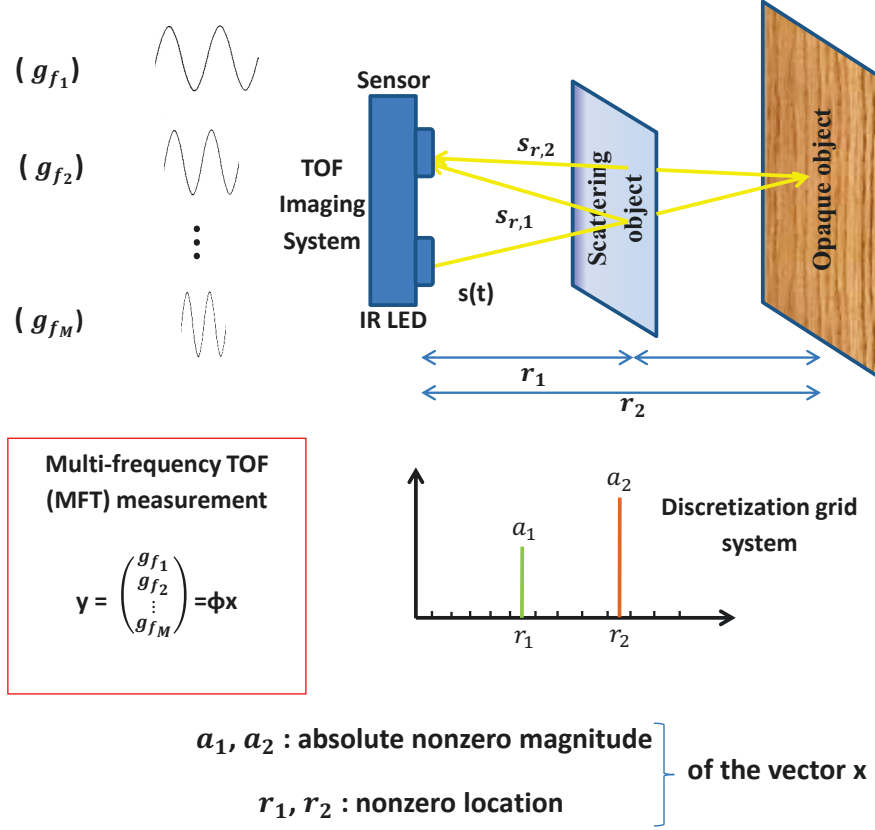 ( g_{f_1})
( g_{f_2})
⋮
( g_{f_M})
Sensor
TOF
Imaging
System
IR LED
s(t)
s_{r,2}
s_{r,1}
Scattering
object
Opaque object
r_1
r_2
Multi-frequency TOF
(MFT) measurement
y = ( g_{f_1} g_{f_2} ⋮ g_{f_M} ) =ϕx
a_1
a_2
r_1
r_2
Discretization grid
system
a_1, a_2 : absolute nonzero magnitude
r_1, r_2 : nonzero location
of the vector x